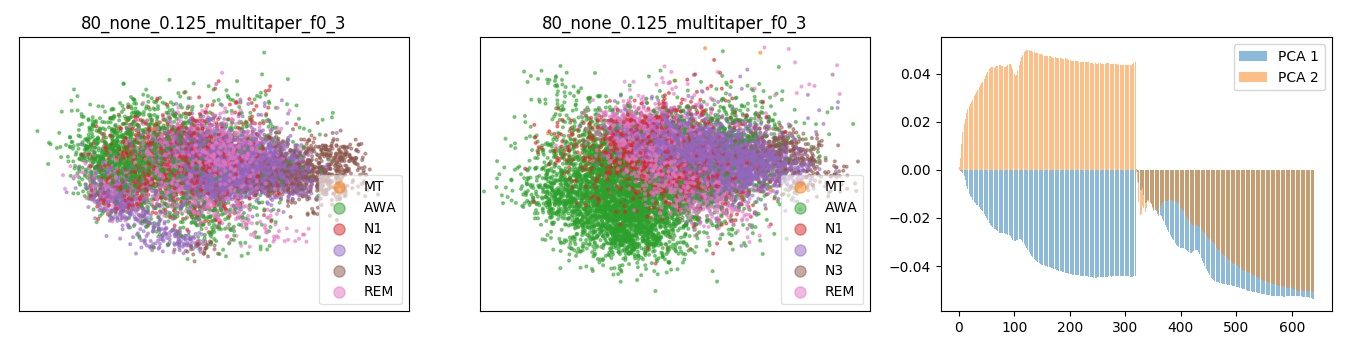 80_none_0.125_multitaper_f0_3
MT
AWA
N1
N2
N3
REM
80_none_0.125_multitaper_f0_3
MT
AWA
N1
N2
N3
REM
PCA 1
PCA 2
0.04
0.02
0.00
−0.02
−0.04
0 100 200 300 400 500 600